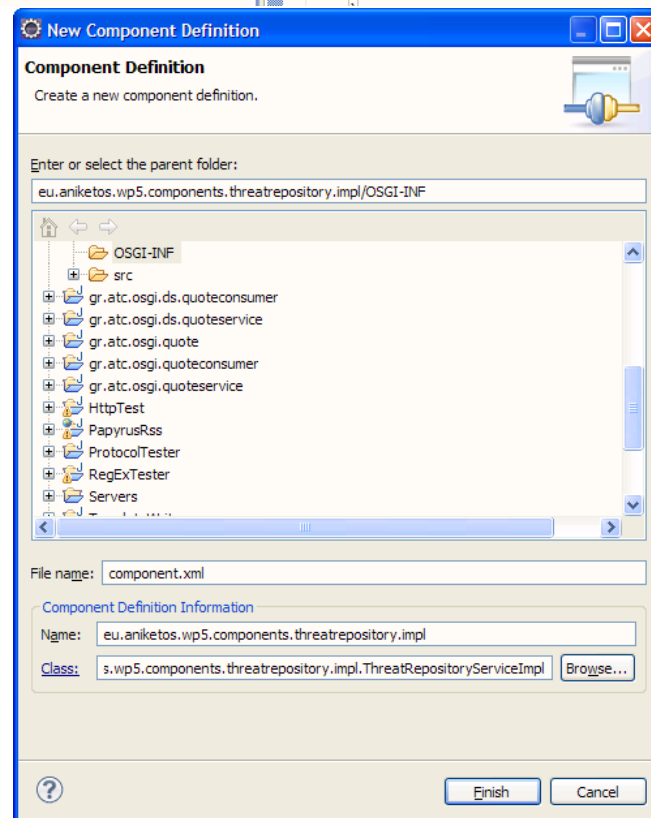 New Component Definition
Component Definition
Create a new component definition.
Enter or select the parent folder:
eu.aniketos.wp5.components.threatrepository.impl/OSGI-INF
OSGI-INF
src
gr.atc.osgi.ds.quoteconsumer
gr.atc.osgi.ds.quoteservice
gr.atc.osgi.quote
gr.atc.osgi.quoteconsumer
gr.atc.osgi.quoteservice
HttpTest
PapyrusRss
ProtocolTester
RegExTester
Servers
File name: component.xml
Component Definition Information
Name: eu.aniketos.wp5.components.threatrepository.impl
Class: s.wp5.components.threatrepository.impl.ThreatRepositoryServiceImpl Browse...
? Finish Cancel